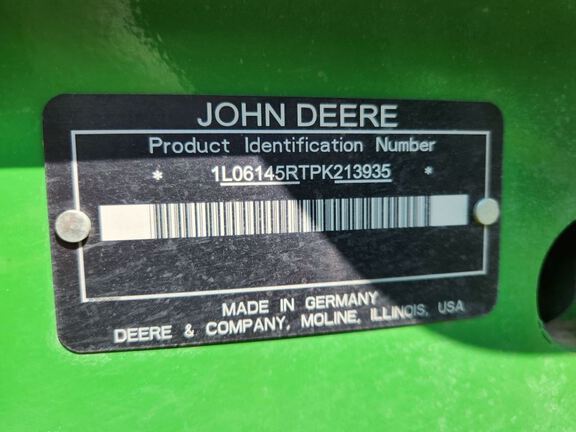 JOHN DEERE
Product Identification Number
* 1L06145RTPK213935 *
MADE IN GERMANY
DEERE & COMPANY, MOLINE, ILLINOIS, USA